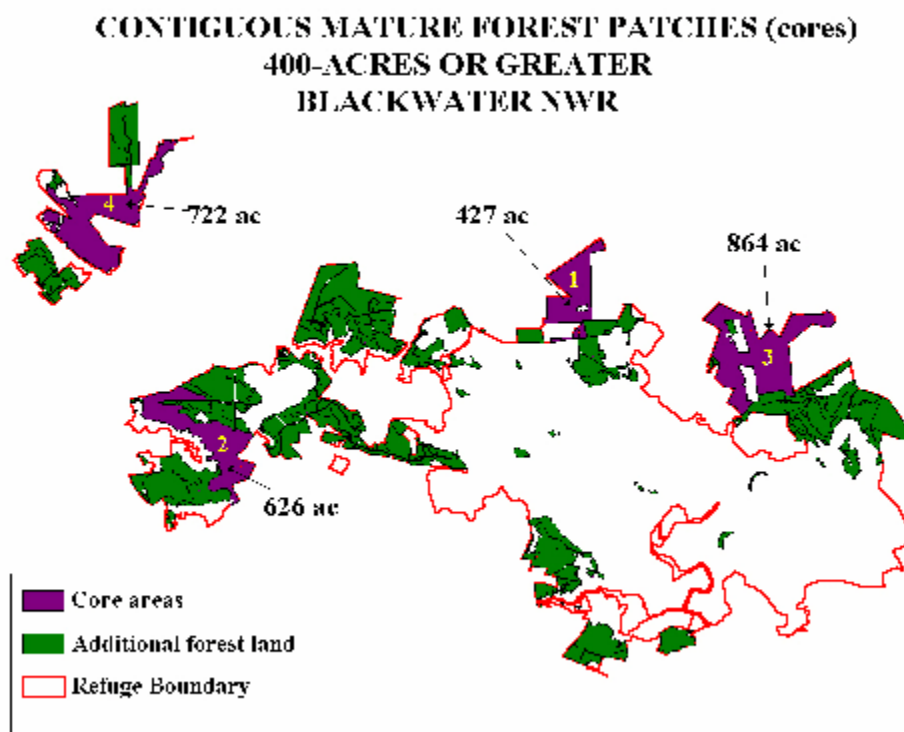 CONTIGUOUS MATURE FOREST PATCHES (cores)
400-ACRES OR GREATER
BLACKWATER NWR
4
722 ac
427 ac
1
864 ac
3
2
626 ac
Core areas
Additional forest land
Refuge Boundary